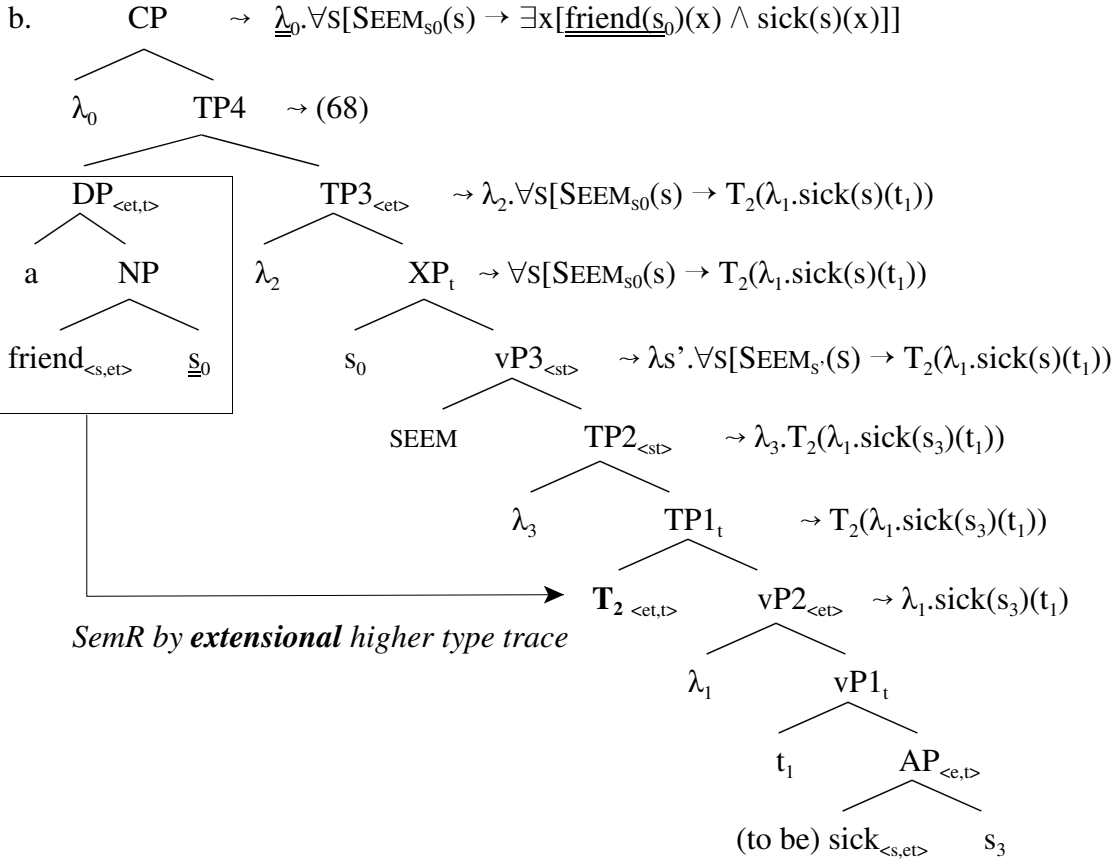 b. CP ⤳ λ₀.∀s[SEEMₛ₀(s) → ∃x[friend(s₀)(x) ∧ sick(s)(x)]]
λ₀ TP4 ⤳ (68)
DP<et,t> TP3<et> ⤳ λ₂.∀s[SEEMₛ₀(s) → T₂(λ₁.sick(s)(t₁))
a NP λ₂ XPₜ ⤳ ∀s[SEEMₛ₀(s) → T₂(λ₁.sick(s)(t₁))
friend<s,et> s₀ s₀ vP3<st> ⤳ λs’.∀s[SEEMₛ’(s) → T₂(λ₁.sick(s)(t₁))
SEEM TP2<st> ⤳ λ₃.T₂(λ₁.sick(s₃)(t₁))
λ₃ TP1ₜ ⤳ T₂(λ₁.sick(s₃)(t₁))
T₂ <et,t> vP2<et> ⤳ λ₁.sick(s₃)(t₁)
SemR by extensional higher type trace
λ₁ vP1ₜ
t₁ AP<e,t>
(to be) sick<s,et> s₃